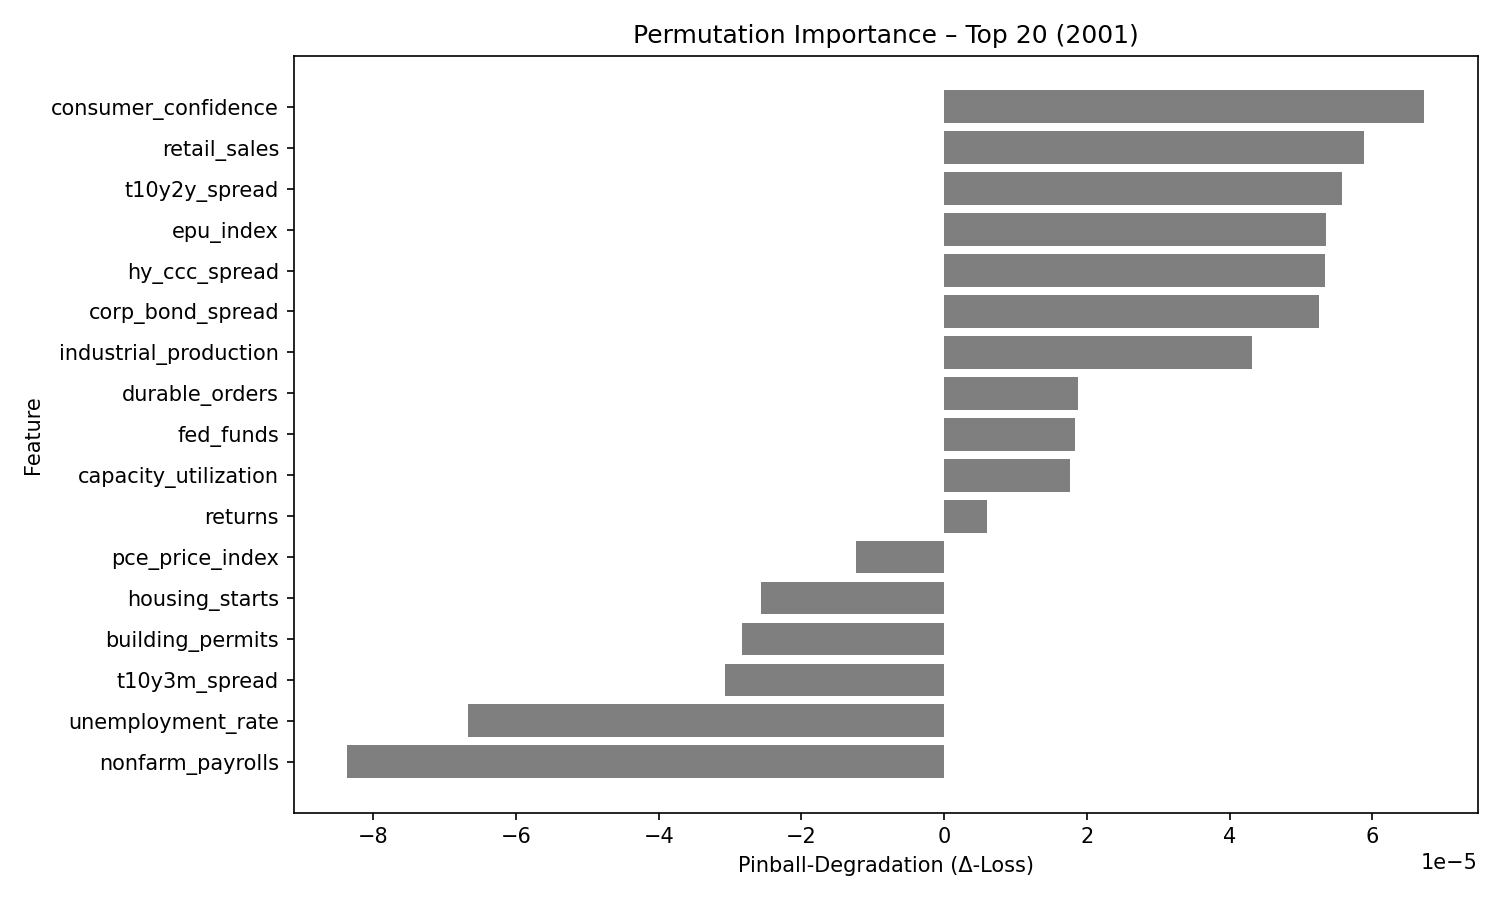 Permutation Importance – Top 20 (2001)
consumer_confidence
retail_sales
t10y2y_spread
epu_index
hy_ccc_spread
corp_bond_spread
industrial_production
durable_orders
fed_funds
capacity_utilization
returns
pce_price_index
housing_starts
building_permits
t10y3m_spread
unemployment_rate
nonfarm_payrolls
Feature
−8 −6 −4 −2 0 2 4 6
Pinball-Degradation (Δ-Loss)
1e−5